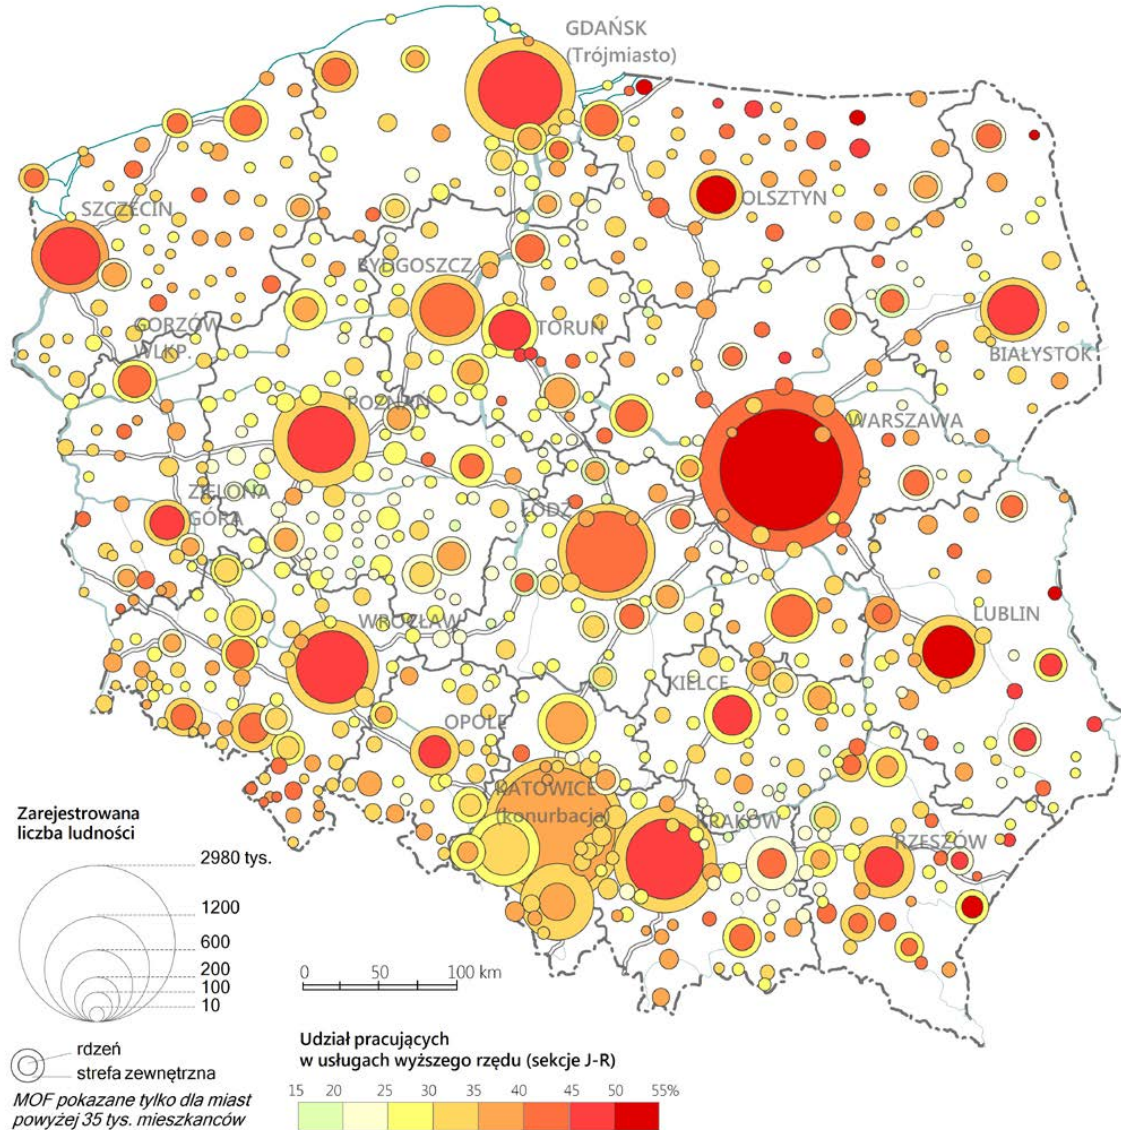 GDAŃSK
(Trójmiasto)
OLSZTYN
SZCZECIN
BYDGOSZCZ
TORUŃ
GORZÓW
WLKP.
BIAŁYSTOK
POZNAŃ
WARSZAWA
ZIELONA
GÓRA
ŁÓDŹ
WROCŁAW
LUBLIN
KIELCE
OPOLE
KATOWICE
(konurbacja)
KRAKÓW
RZESZÓW
Zarejestrowana
liczba ludności
2980 tys.
1200
600
200
100
10
0 50 100 km
rdzeń
strefa zewnętrzna
MOF pokazane tylko dla miast
powyżej 35 tys. mieszkanców
Udział pracujących
w usługach wyższego rzędu (sekcje J-R)
15 20 25 30 35 40 45 50 55%